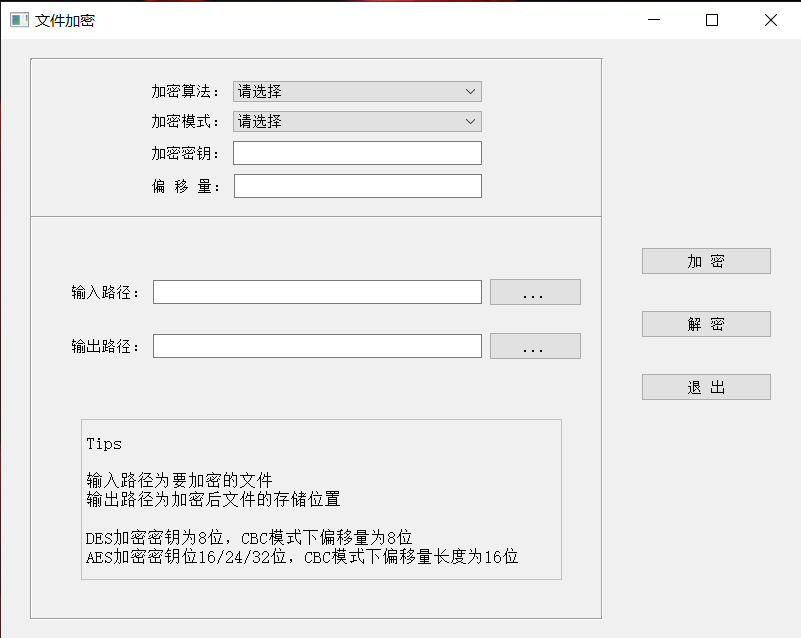 文件加密
加密算法： 请选择
加密模式： 请选择
加密密钥：
偏 移 量：
输入路径： ...
输出路径： ...
加 密
解 密
退 出
Tips
输入路径为要加密的文件
输出路径为加密后文件的存储位置
DES加密密钥为8位，CBC模式下偏移量为8位
AES加密密钥位16/24/32位，CBC模式下偏移量长度为16位